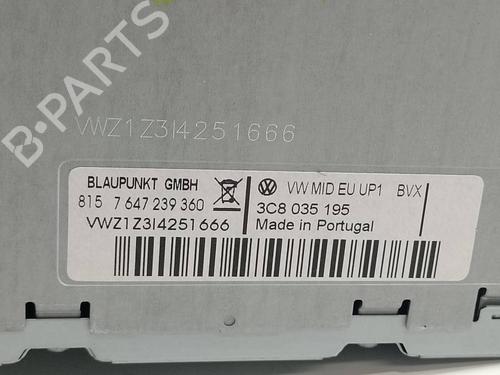 B-PARTS
VWZ1Z3I4251666
BLAUPUNKT GMBH
815 7 647 239 360
VWZ1Z3I4251666
VW MID EU UP1 BVX
3C8 035 195
Made in Portugal